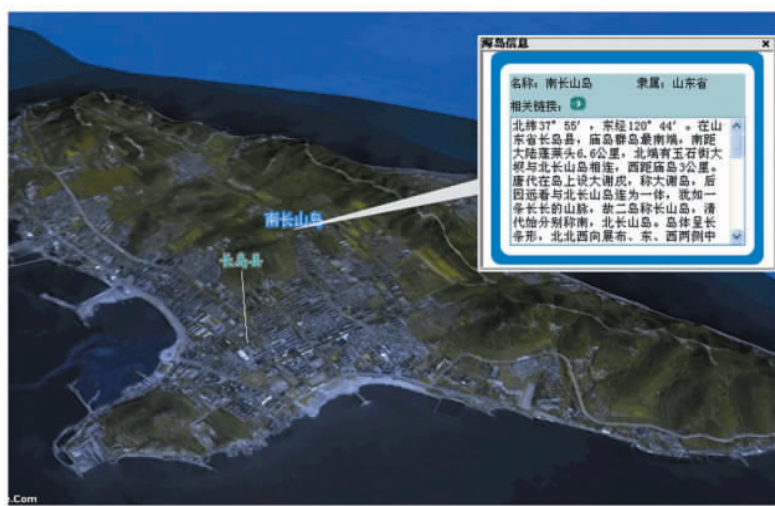 海岛信息
名称：南长山岛 隶属：山东省
相关链接：
北纬37° 55′，东经120° 44′。在山
东省长岛县，庙岛群岛最南端，南距
大陆蓬莱头6.6公里，北端有玉石街大
坝与北长山岛相连，西距庙岛3公里。
唐代在岛上设大谢戍，称大谢岛，后
因远看与北长山岛连为一体，犹如一
条长长的山脉，故二岛称长山岛，清
代始分别称南，北长山岛。岛体呈长
条形，北北西向展布、东、西两侧中
南长山岛
长岛县
e.Com